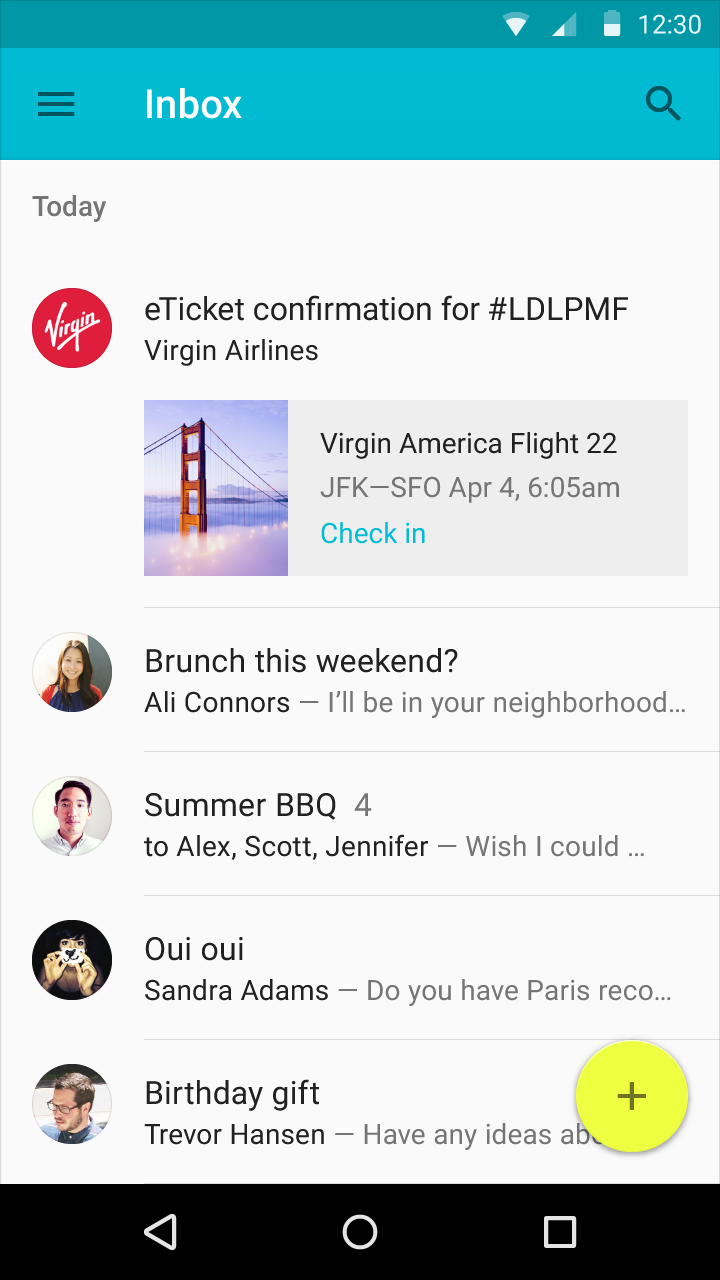 12:30
Inbox
Today
Virgin
eTicket confirmation for #LDLPMF
Virgin Airlines
Virgin America Flight 22
JFK—SFO Apr 4, 6:05am
Check in
Brunch this weekend?
Ali Connors — I’ll be in your neighborhood…
Summer BBQ 4
to Alex, Scott, Jennifer — Wish I could …
Oui oui
Sandra Adams — Do you have Paris reco…
Birthday gift
Trevor Hansen — Have any ideas